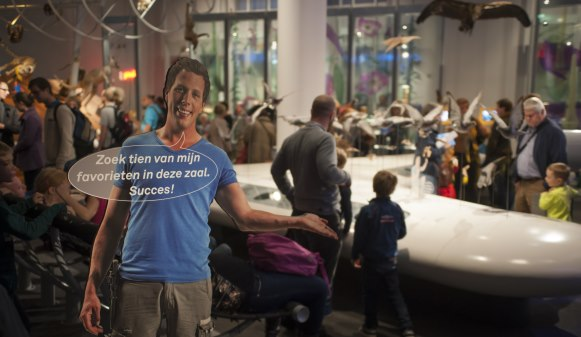 Zoek tien van mijn
favorieten in deze zaal.
Succes!